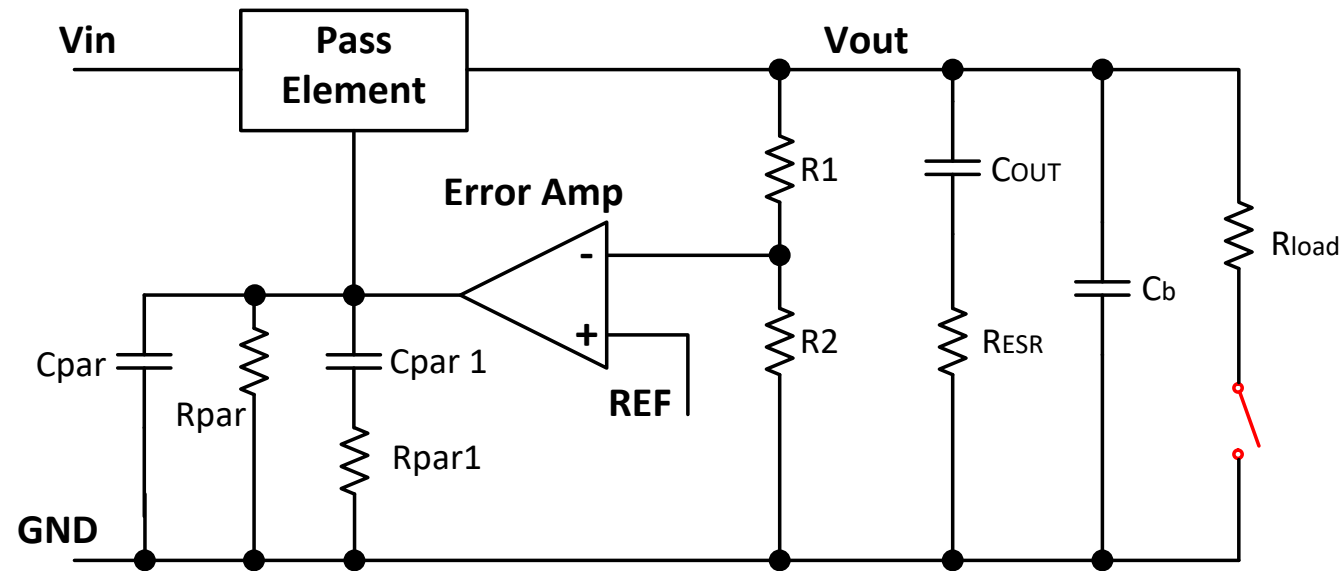 Vin
Pass
Element
Vout
R1
COUT
Error Amp
-
Rload
Cb
+
R2
RESR
Cpar
Cpar 1
Rpar
REF
Rpar1
GND